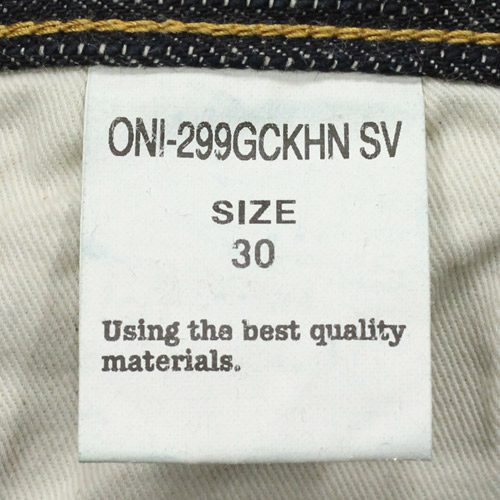 ONI-299GCKHN SV
SIZE
30
Using the best quality
materials.